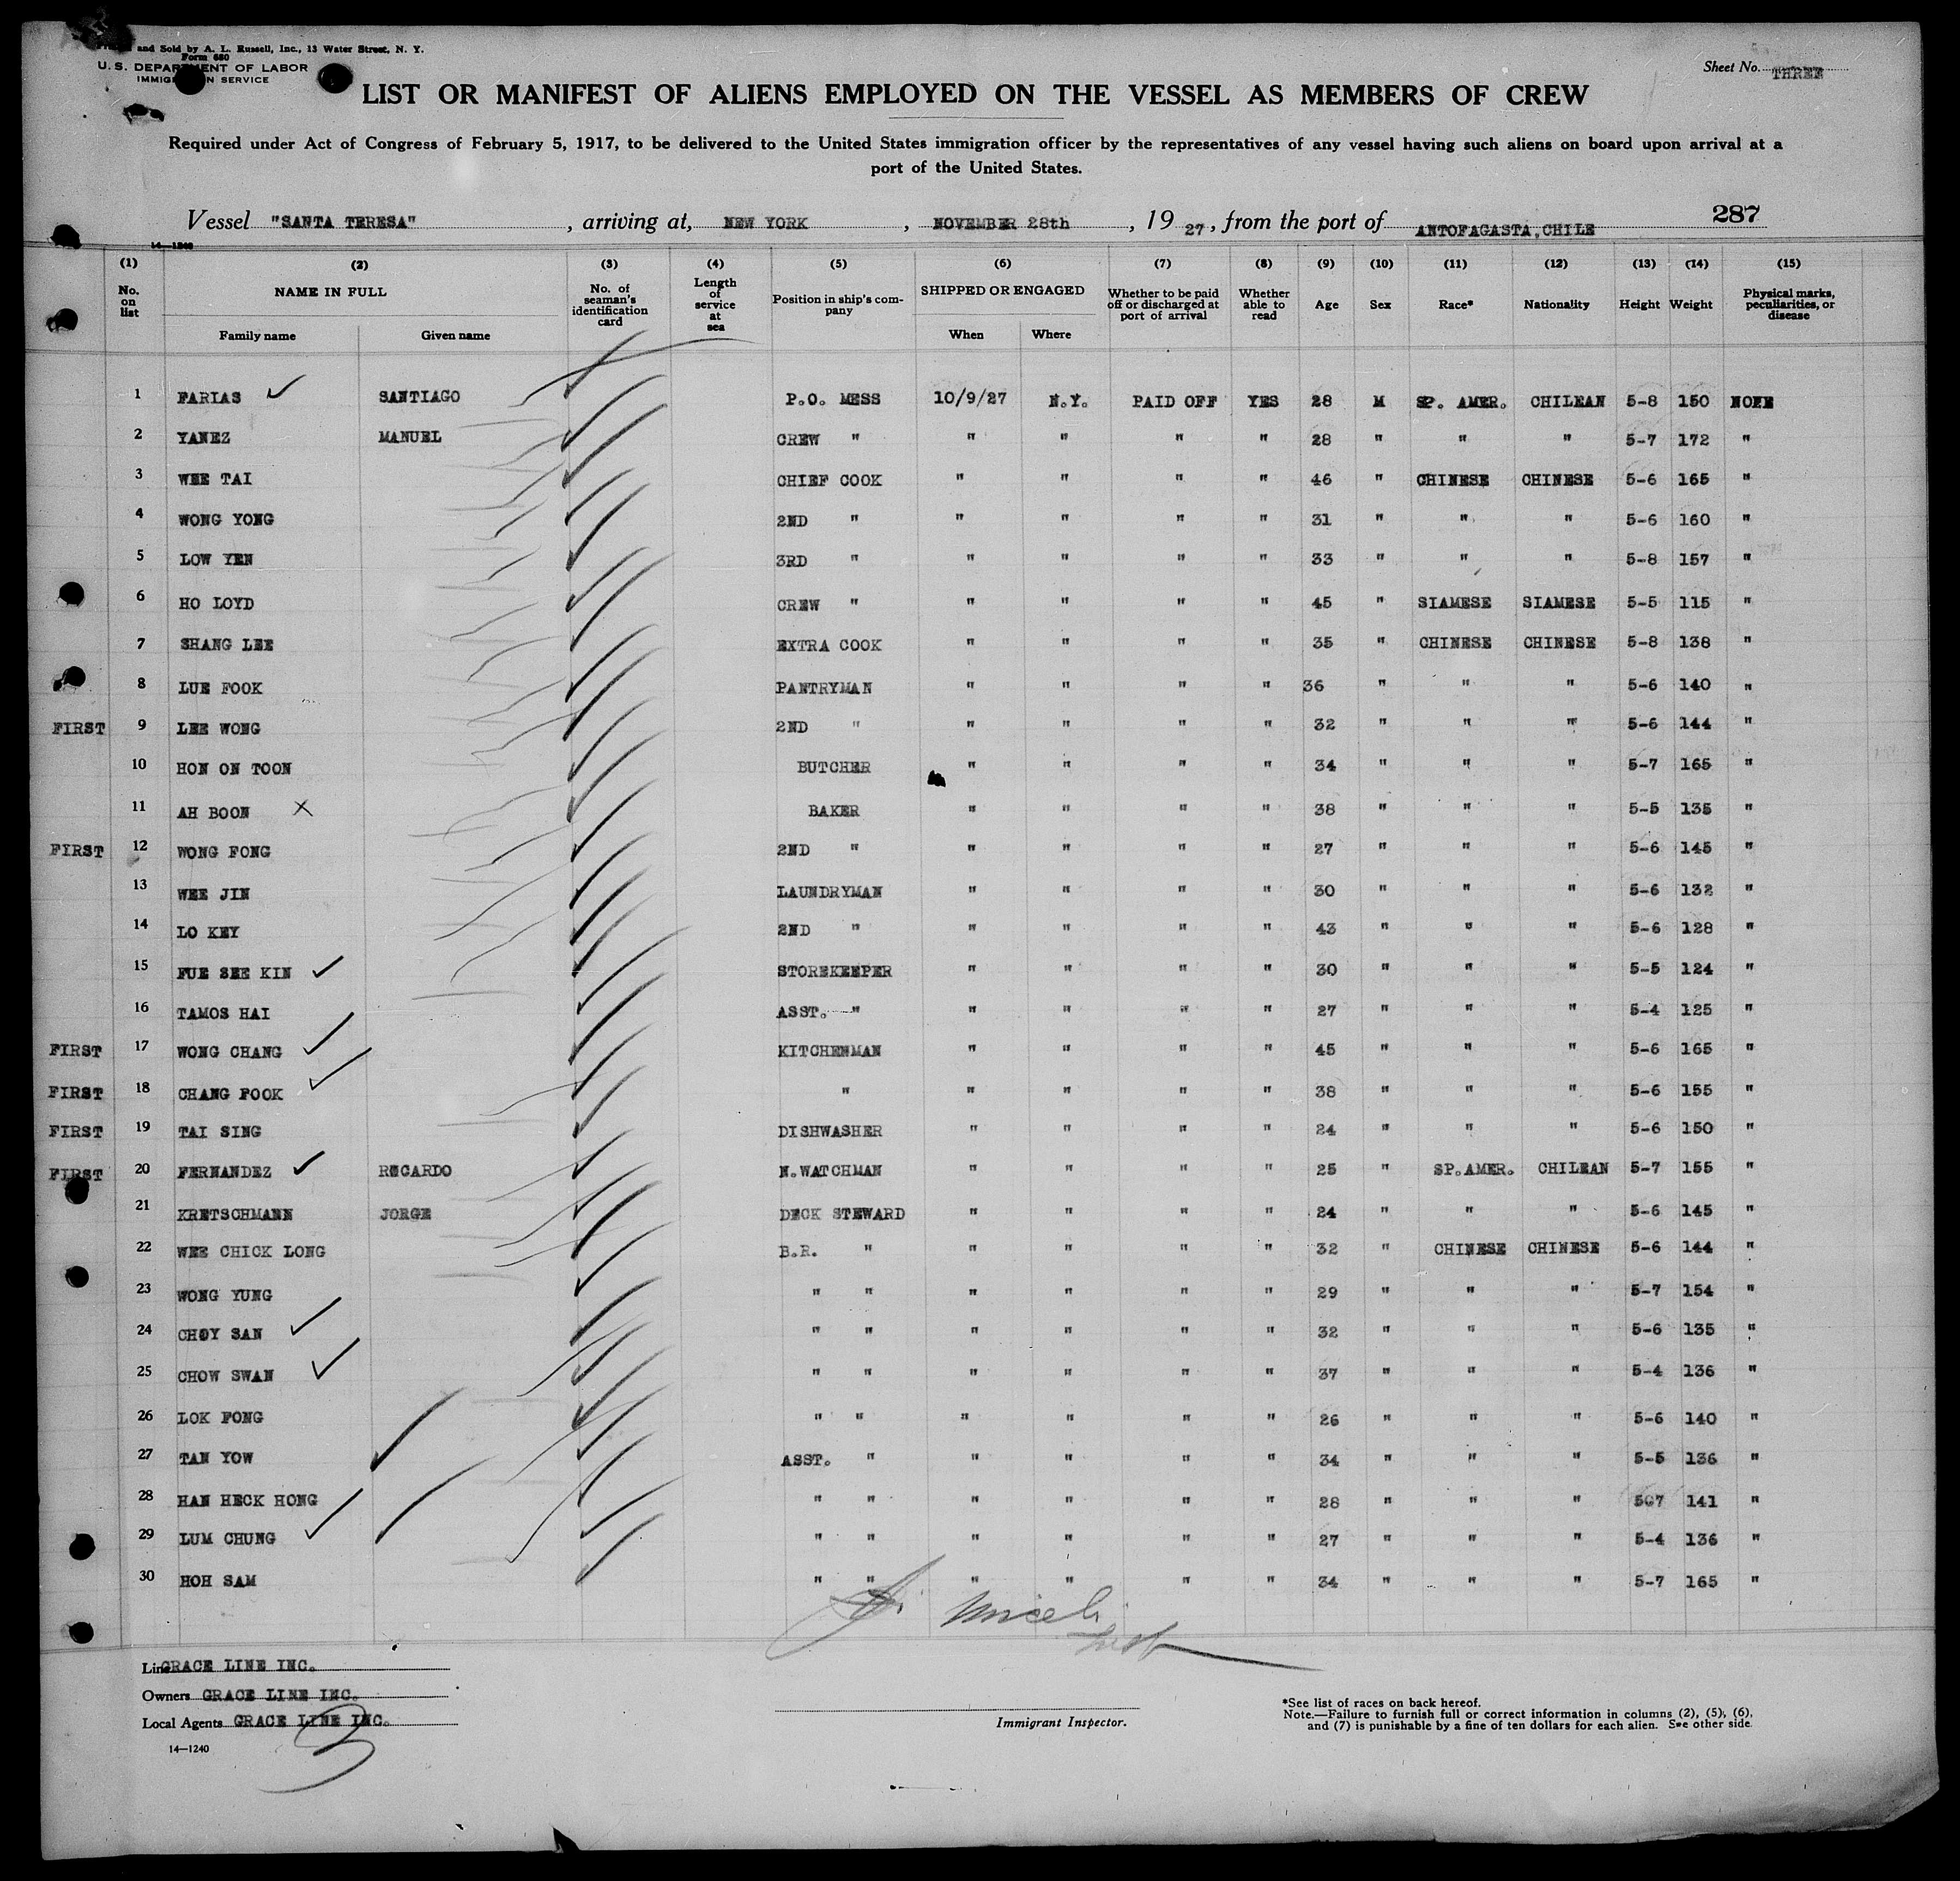 and Sold by A. L. Russell, Inc., 13 Water Street, N. Y.
Form 680
U. S. DEPARTMENT OF LABOR
IMMIGRATION SERVICE
Sheet No. THREE
LIST OR MANIFEST OF ALIENS EMPLOYED ON THE VESSEL AS MEMBERS OF CREW
Required under Act of Congress of February 5, 1917, to be delivered to the United States immigration officer by the representatives of any vessel having such aliens on board upon arrival at a
port of the United States.
287
Vessel "SANTA TERESA", arriving at, NEW YORK, NOVEMBER 28th, 19 27, from the port of ANTOFAGASTA, CHILE
14—1240
(1) (2) (3) (4) (5) (6) (7) (8) (9) (10) (11) (12) (13) (14) (15)
No. on list NAME IN FULL Family name Given name No. of seaman's identification card Length of service at sea Position in ship's company SHIPPED OR ENGAGED When Where Whether to be paid off or discharged at port of arrival Whether able to read Age Sex Race* Nationality Height Weight Physical marks, peculiarities, or disease
1 FARIAS SANTIAGO P.O. MESS 10/9/27 N.Y. PAID OFF YES 28 M SP. AMER. CHILEAN 5-8 150 NONE
2 YANEZ MANUEL CREW " " " " " 28 " " " 5-7 172 "
3 WEE TAI CHIEF COOK " " " " 46 " CHINESE CHINESE 5-6 165 "
4 WONG YONG 2ND " " " " " 31 " " " 5-6 160 "
5 LOW YEN 3RD " " " " " 33 " " " 5-8 157 "
6 HO LOYD CREW " " " " " 45 " SIAMESE SIAMESE 5-5 115 "
7 SHANG LEE EXTRA COOK " " " " 35 " CHINESE CHINESE 5-8 138 "
8 LUE FOOK PANTRYMAN " " " " 36 " " " 5-6 140 "
FIRST 9 LEE WONG 2ND " " " " " 32 " " " 5-6 144 "
10 HON ON TOON BUTCHER " " " " 34 " " " 5-7 165 "
11 AH BOON BAKER " " " " 38 " " " 5-5 135 "
FIRST 12 WONG FONG 2ND " " " " " 27 " " " 5-6 145 "
13 WEE JIN LAUNDRYMAN " " " " 30 " " " 5-6 132 "
14 LO KEY 2ND " " " " " 43 " " " 5-6 128 "
15 FUE SEE KIN STOREKEEPER " " " " 30 " " " 5-5 124 "
16 TAMOS HAI ASST. " " " " " 27 " " " 5-4 125 "
FIRST 17 WONG CHANG KITCHENMAN " " " " 45 " " " 5-6 165 "
FIRST 18 CHANG FOOK " " " " " 38 " " " 5-6 155 "
FIRST 19 TAI SING DISHWASHER " " " " 24 " " " 5-6 150 "
FIRST 20 FERNANDEZ RECARDO N.WATCHMAN " " " " 25 " SP.AMER. CHILEAN 5-7 155 "
21 KRETSCHMANN JORGE DECK STEWARD " " " " 24 " " " 5-6 145 "
22 WEE CHICK LONG B.R. " " " " " 32 " CHINESE CHINESE 5-6 144 "
23 WONG YUNG " " " " " " 29 " " " 5-7 154 "
24 CHOY SAN " " " " " " 32 " " " 5-6 135 "
25 CHOW SWAN " " " " " " 37 " " " 5-4 136 "
26 LOK FONG " " " " " " 26 " " " 5-6 140 "
27 TAN YOW ASST. " " " " " 34 " " " 5-5 136 "
28 HAN HECK HONG " " " " " " 28 " " " 567 141 "
29 LUM CHUNG " " " " " " 27 " " " 5-4 136 "
30 HOH SAM " " " " " " 34 " " " 5-7 165 "
Line GRACE LINE INC.
Owners GRACE LINE INC.
Local Agents GRACE LINE INC.
14—1240
Immigrant Inspector.
*See list of races on back hereof.
Note.—Failure to furnish full or correct information in columns (2), (5), (6),
and (7) is punishable by a fine of ten dollars for each alien. See other side.